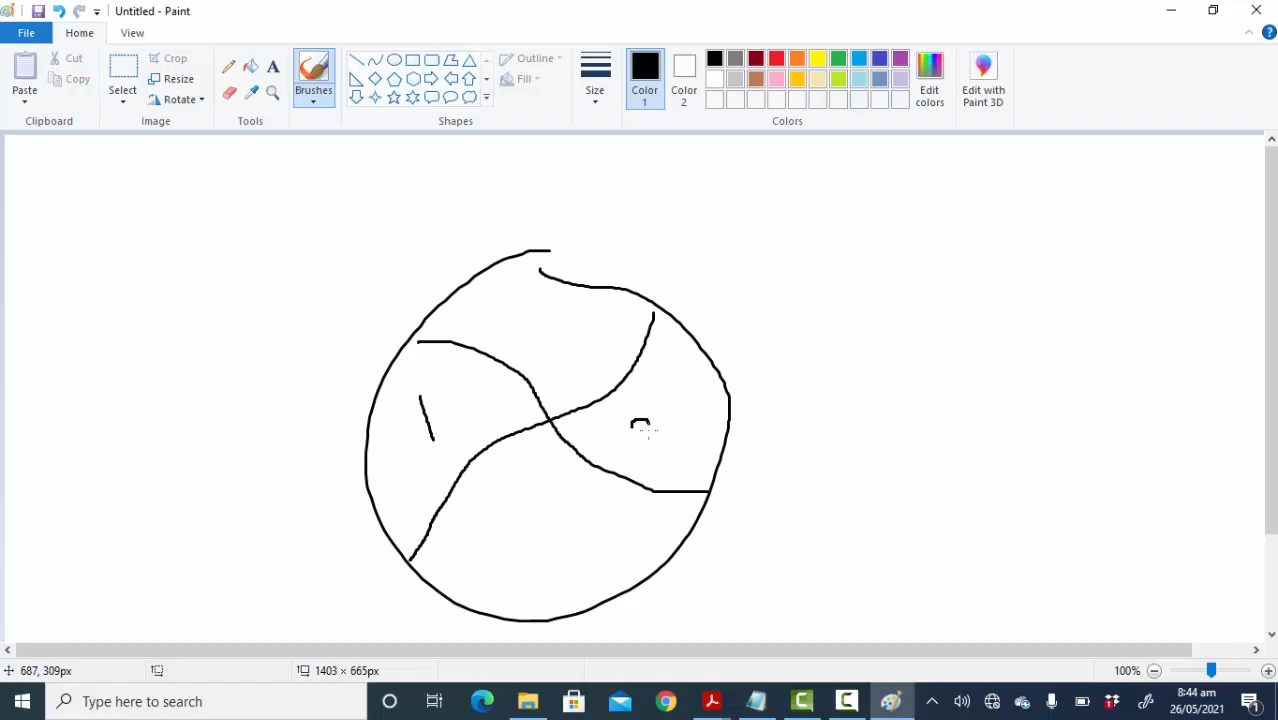 Untitled - Paint
File
Home
View
Paste
Cut
Copy
Clipboard
Select
Crop
Resize
Rotate
Image
A
Tools
Brushes
Shapes
Outline
Fill
Size
Color 1
Color 2
Edit colors
Colors
Edit with Paint 3D
687, 309px
1403 × 665px
100%
Type here to search
8:44 am
26/05/2021